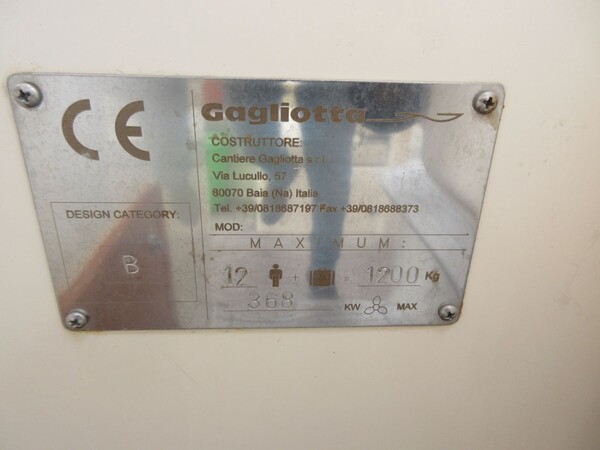 CE
Gagliotta
COSTRUTTORE:
Cantiere Gagliotta s.r.l.
Via Lucullo, 57
80070 Baia (Na) Italia
Tel. +39/0818687197 Fax +39/0818688373
MOD:
DESIGN CATEGORY:
B
MAXIMUM:
12 + = 1200 Kg
368 KW MAX